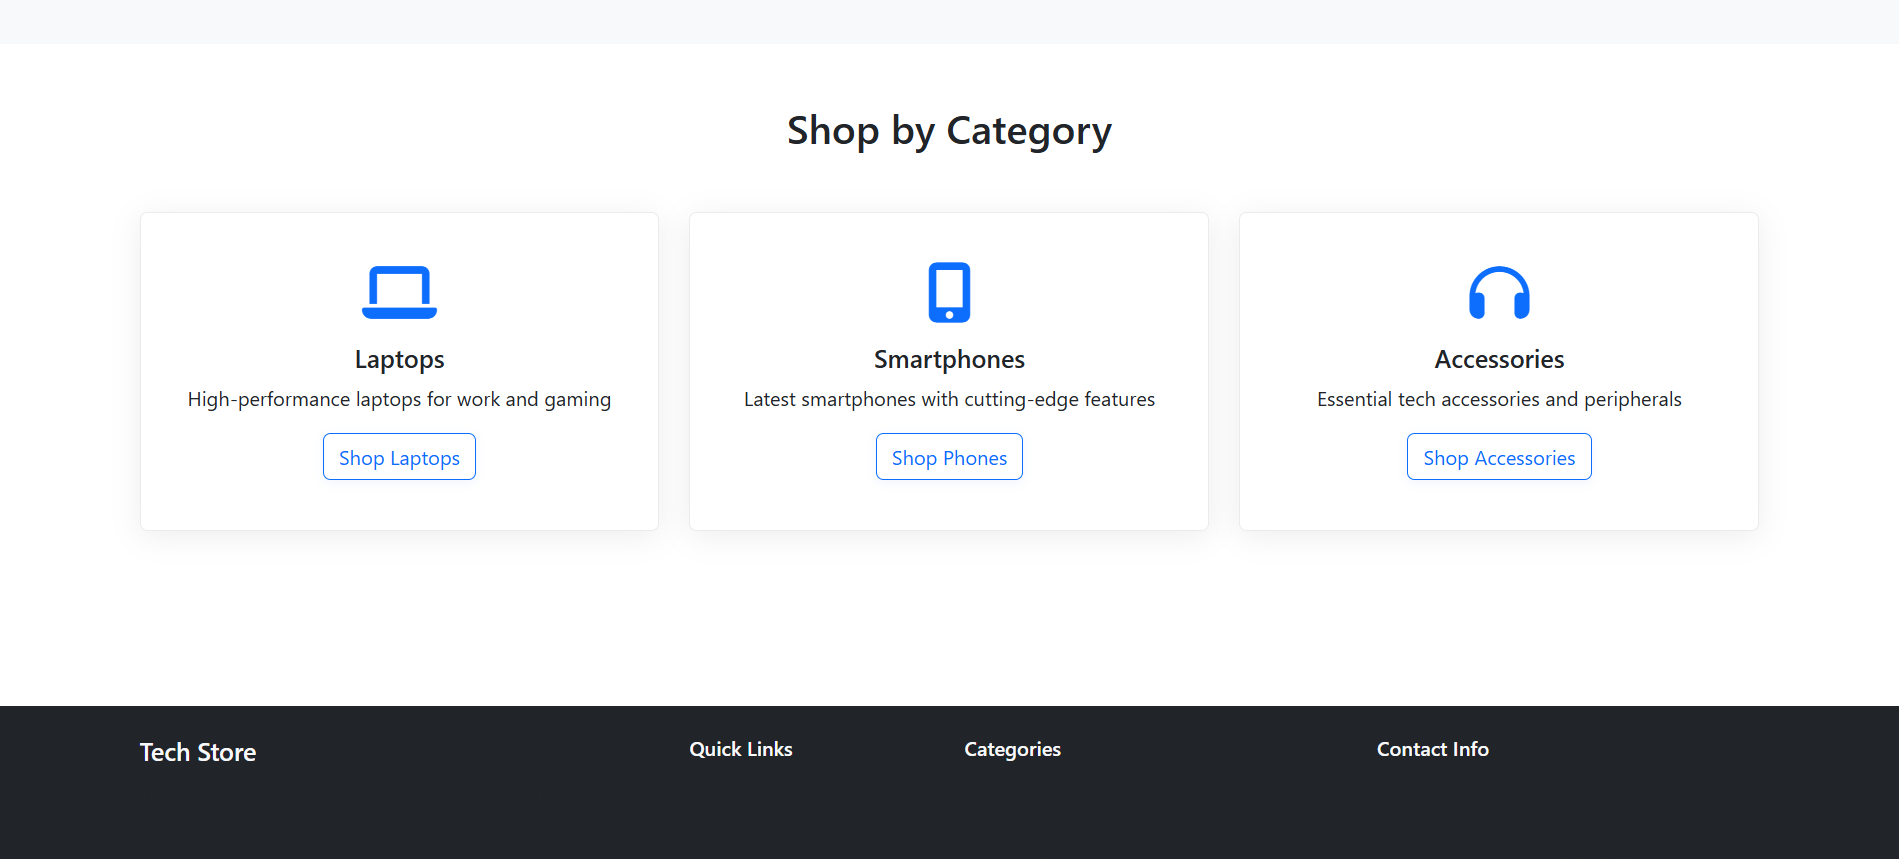 Shop by Category
Laptops
High-performance laptops for work and gaming
Shop Laptops
Smartphones
Latest smartphones with cutting-edge features
Shop Phones
Accessories
Essential tech accessories and peripherals
Shop Accessories
Tech Store
Quick Links
Categories
Contact Info